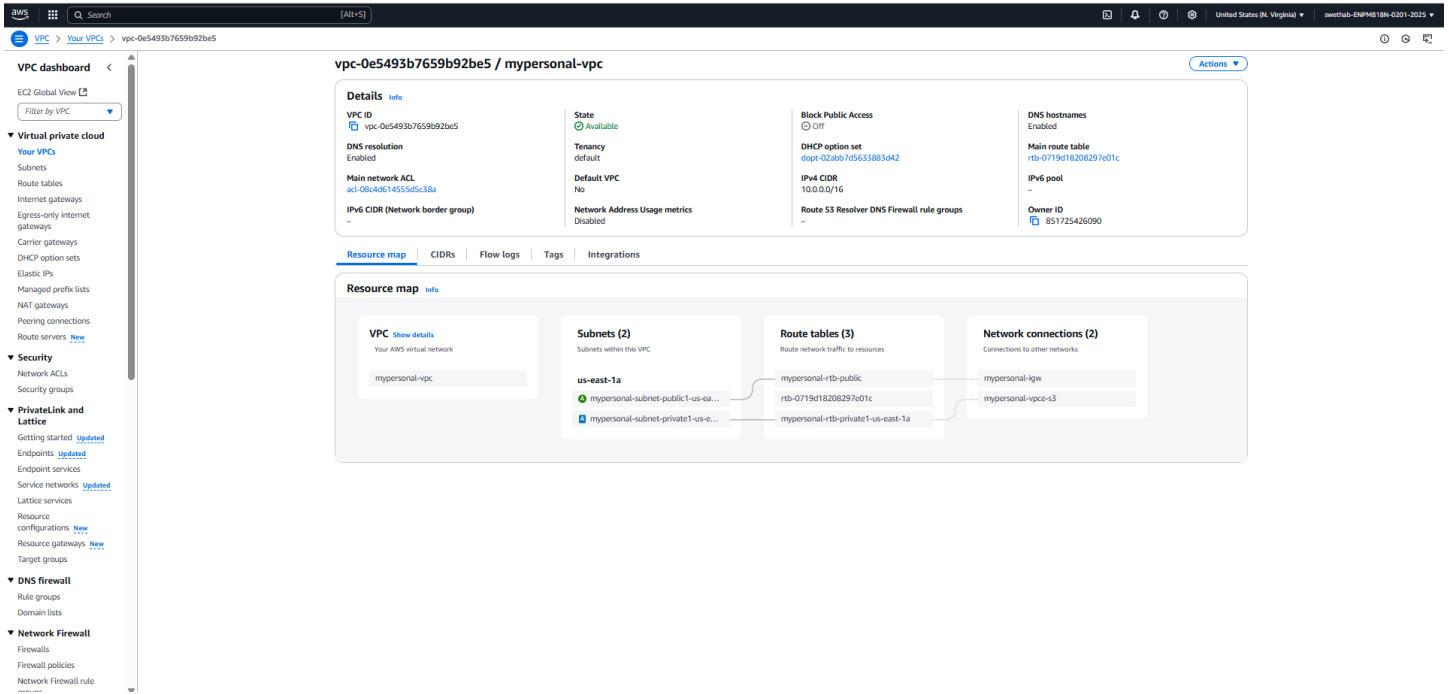 aws
Search [Alt+S] United States (N. Virginia) swethab-ENPM818N-0201-2025
VPC > Your VPCs > vpc-0e5493b7659b92be5
VPC dashboard
EC2 Global View
Filter by VPC
Virtual private cloud
Your VPCs
Subnets
Route tables
Internet gateways
Egress-only internet
gateways
Carrier gateways
DHCP option sets
Elastic IPs
Managed prefix lists
NAT gateways
Peering connections
Route servers New
Security
Network ACLs
Security groups
PrivateLink and
Lattice
Getting started Updated
Endpoints Updated
Endpoint services
Service networks Updated
Lattice services
Resource
configurations New
Resource gateways New
Target groups
DNS firewall
Rule groups
Domain lists
Network Firewall
Firewalls
Firewall policies
Network Firewall rule
groups
vpc-0e5493b7659b92be5 / mypersonal-vpc
Actions
Details Info
VPC ID
vpc-0e5493b7659b92be5
State
Available
Block Public Access
Off
DNS hostnames
Enabled
DNS resolution
Enabled
Tenancy
default
DHCP option set
dopt-02abb7d5633883d42
Main route table
rtb-0719d18208297e01c
Main network ACL
acl-08c4d614555d5c38a
Default VPC
No
IPv4 CIDR
10.0.0.0/16
IPv6 pool
–
IPv6 CIDR (Network border group)
–
Network Address Usage metrics
Disabled
Route 53 Resolver DNS Firewall rule groups
–
Owner ID
851725426090
Resource map CIDRs Flow logs Tags Integrations
Resource map Info
VPC Show details
Your AWS virtual network
mypersonal-vpc
Subnets (2)
Subnets within this VPC
us-east-1a
A mypersonal-subnet-public1-us-ea...
A mypersonal-subnet-private1-us-e...
Route tables (3)
Route network traffic to resources
mypersonal-rtb-public
rtb-0719d18208297e01c
mypersonal-rtb-private1-us-east-1a
Network connections (2)
Connections to other networks
mypersonal-igw
mypersonal-vpce-s3